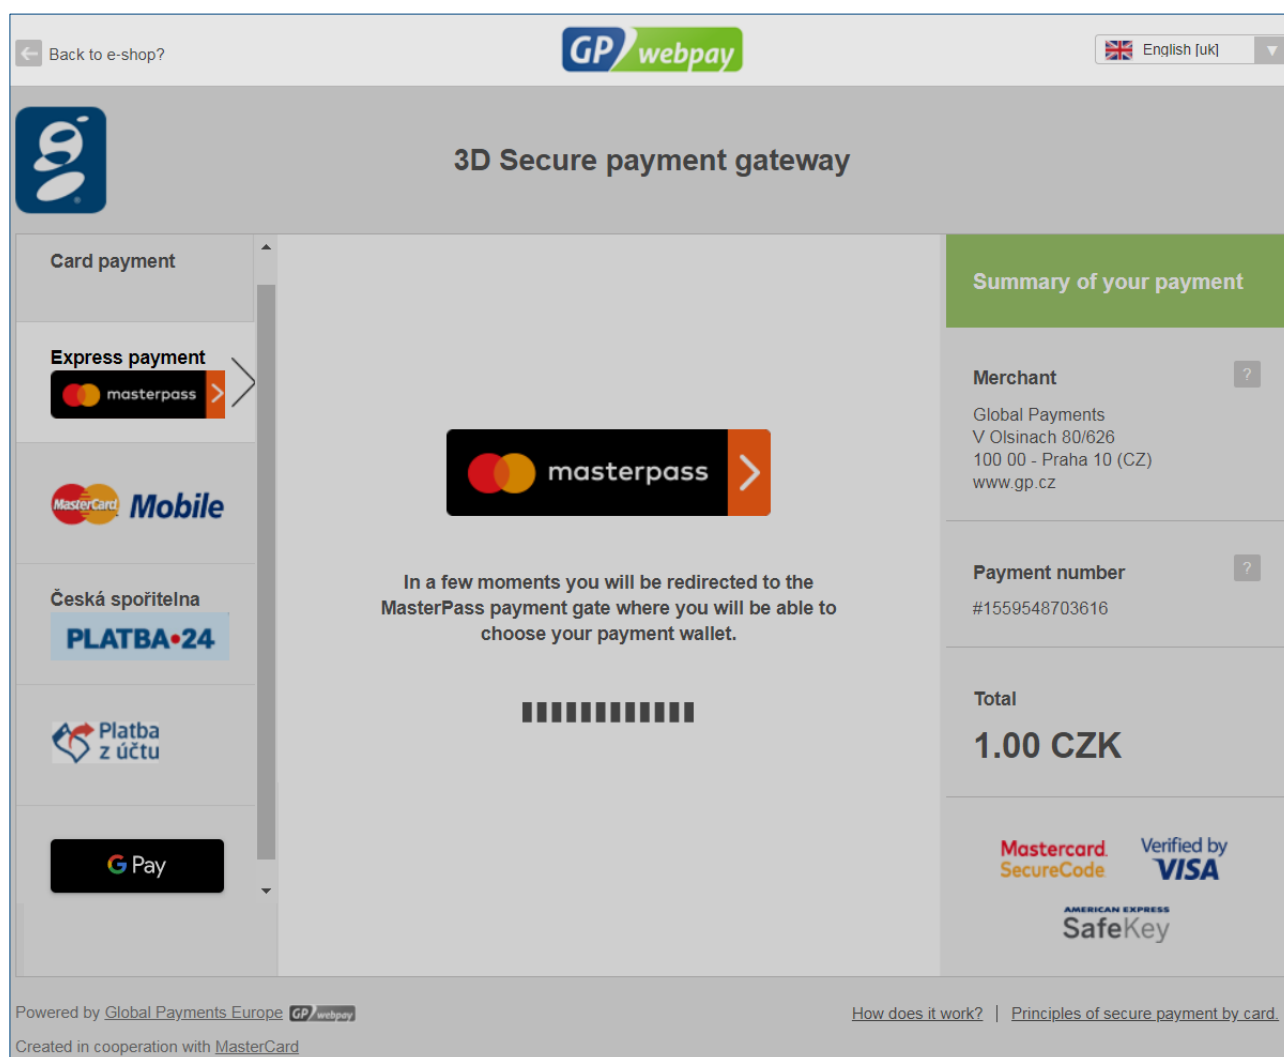 Back to e-shop?
GP webpay
English [uk]
3D Secure payment gateway
Card payment
Express payment
masterpass
MasterCard Mobile
Česká spořitelna
PLATBA•24
Platba
z účtu
G Pay
masterpass
In a few moments you will be redirected to the
MasterPass payment gate where you will be able to
choose your payment wallet.
Summary of your payment
Merchant
?
Global Payments
V Olsinach 80/626
100 00 - Praha 10 (CZ)
www.gp.cz
Payment number
?
#1559548703616
Total
1.00 CZK
Mastercard.
SecureCode
Verified by
VISA
AMERICAN EXPRESS
SafeKey
Powered by Global Payments Europe GP webpay
How does it work? | Principles of secure payment by card.
Created in cooperation with MasterCard